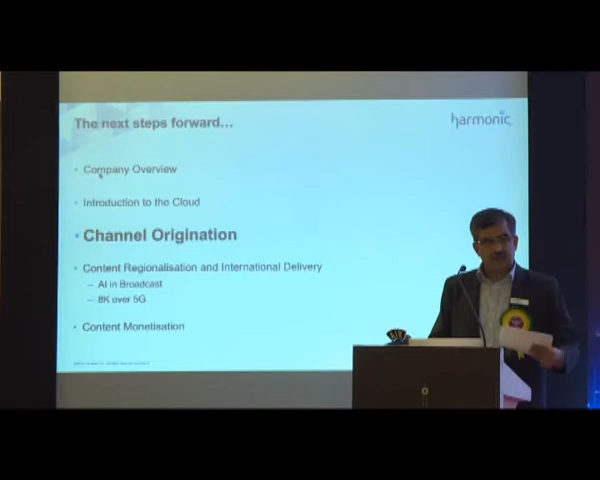 The next steps forward...
harmonic
• Company Overview
• Introduction to the Cloud
• Channel Origination
• Content Regionalisation and International Delivery
– AI in Broadcast
– 8K over 5G
• Content Monetisation